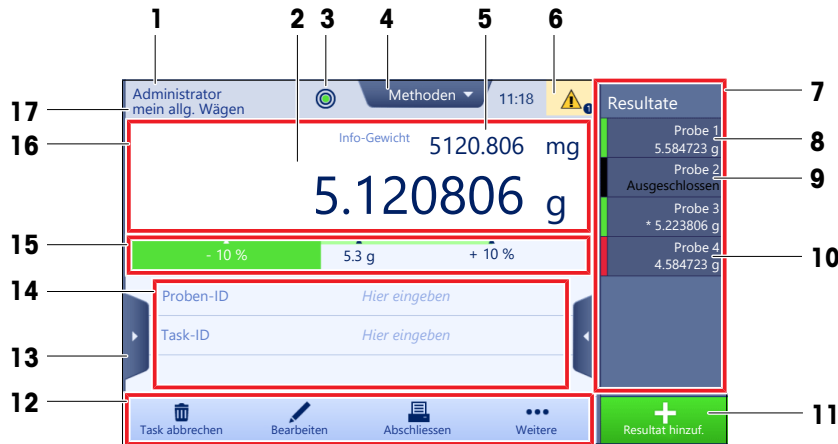 1 2 3 4 5 6
Administrator
mein allg. Wägen
Methoden
11:18
1
17
16
Info-Gewicht 5120.806 mg
5.120806 g
15
- 10 % 5.3 g + 10 %
14
Proben-ID Hier eingeben
Task-ID Hier eingeben
13
12
Task abbrechen Bearbeiten Abschliessen Weitere
7
Resultate
Probe 1
5.584723 g
8
Probe 2
Ausgeschlossen
9
Probe 3
* 5.223806 g
Probe 4
4.584723 g
10
Resultat hinzuf.
11